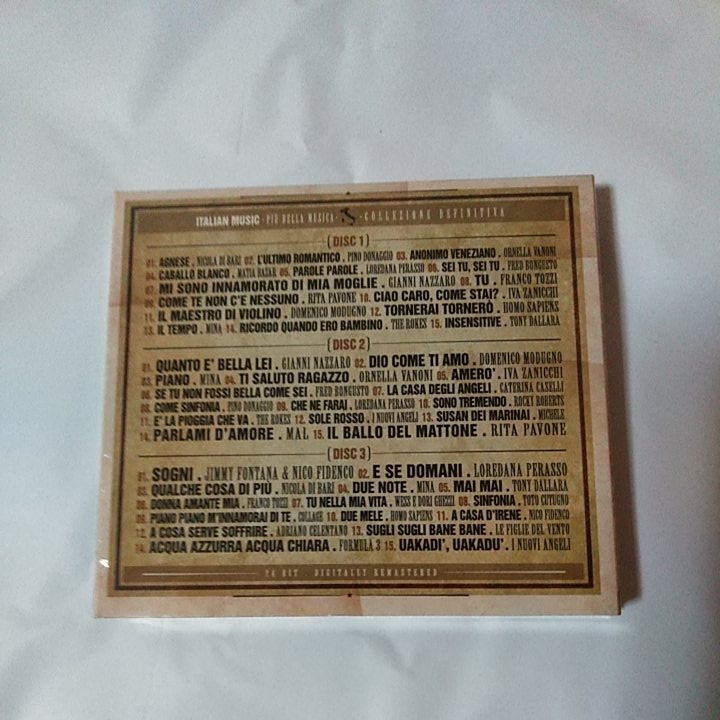 ITALIAN MUSIC · PIÙ BELLA MUZICA · COLLEZIONE DEFINITIVA
(DISC 1)
01. AGNESE . NICOLA DI BARI 02. L'ULTIMO ROMANTICO . PINO DONAGGIO 03. ANONIMO VENEZIANO . ORNELLA VANONI
04. CABALLO BLANCO . MATIA BAZAR 05. PAROLE PAROLE . LOREDANA PERASSO 06. SEI TU, SEI TU . FRED BONGUSTO
07. MI SONO INNAMORATO DI MIA MOGLIE . GIANNI NAZZARO 08. TU . FRANCO TOZZI
09. COME TE NON C'E NESSUNO . RITA PAVONE 10. CIAO CARO, COME STAI? . IVA ZANICCHI
11. IL MAESTRO DI VIOLINO . DOMENICO MODUGNO 12. TORNERAI TORNERÒ . HOMO SAPIENS
13. IL TEMPO . MINA 14. RICORDO QUANDO ERO BAMBINO . THE ROKES 15. INSENSITIVE . TONY DALLARA
(DISC 2)
01. QUANTO E' BELLA LEI . GIANNI NAZZARO 02. DIO COME TI AMO . DOMENICO MODUGNO
03. PIANO . MINA 04. TI SALUTO RAGAZZO . ORNELLA VANONI 05. AMERO' . IVA ZANICCHI
06. SE TU NON FOSSI BELLA COME SEI . FRED BONGUSTO 07. LA CASA DEGLI ANGELI . CATERINA CASELLI
08. COME SINFONIA . PINO DONAGGIO 09. CHE NE FARAI . LOREDANA PERASSO 10. SONO TREMENDO . ROCKY ROBERTS
11. E' LA PIOGGIA CHE VA . THE ROKES 12. SOLE ROSSO . I NUOVI ANGELI 13. SUSAN DEI MARINAI . MICHELE
14. PARLAMI D'AMORE . MAL 15. IL BALLO DEL MATTONE . RITA PAVONE
(DISC 3)
01. SOGNI . JIMMY FONTANA & NICO FIDENCO 02. E SE DOMANI . LOREDANA PERASSO
03. QUALCHE COSA DI PIÙ . NICOLA DI BARI 04. DUE NOTE . MINA 05. MAI MAI . TONY DALLARA
06. DONNA AMANTE MIA . FRANCO TOZZI 07. TU NELLA MIA VITA . WESS E DORI GHEZZI 08. SINFONIA . TOTO CUTUGNO
09. PIANO PIANO M'INNAMORAI DI TE . COLLAGE 10. DUE MELE . HOMO SAPIENS 11. A CASA D'IRENE . NICO FIDENCO
12. A COSA SERVE SOFFRIRE . ADRIANO CELENTANO 13. SUGLI SUGLI BANE BANE . LE FIGLIE DEL VENTO
14. ACQUA AZZURRA ACQUA CHIARA . FORMULA 3 15. UAKADI', UAKADU' . I NUOVI ANGELI
24 BIT · DIGITALLY REMASTERED